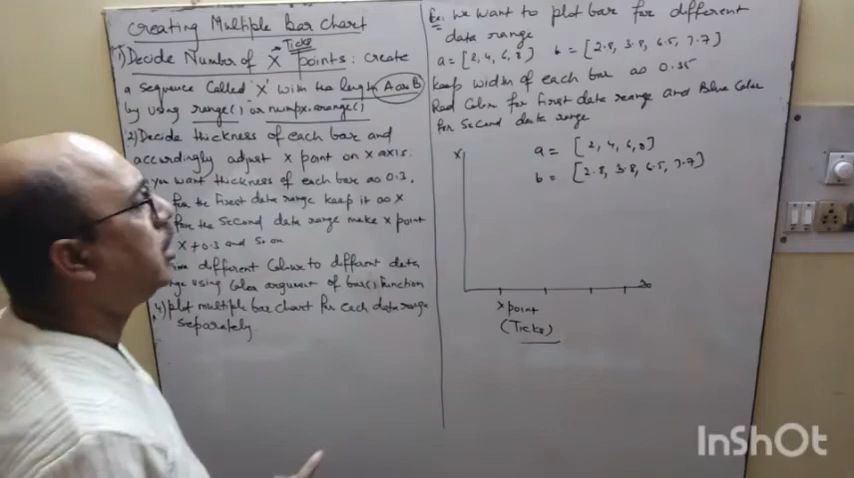 Creating Multiple bar chart
1) Decide Number of X Ticks points: create
a sequence called 'X' with the length A or B
by using range() or numpy.arange()
2) Decide thickness of each bar and
accordingly adjust X point on X axis.
you want thickness of each bar as 0.3,
for the first data range keep it as X
for the second data range make X point
X + 0.3 and so on
different colour to different data
using color argument of bar() function
4) plot multiple bar chart for each data range
separately
Ex: we want to plot bar for different
data range
a = [2, 4, 6, 8] b = [2.8, 3.8, 6.5, 7.7]
keep width of each bar as 0.35
Red color for first data range and Blue color
for second data range
a = [2, 4, 6, 8]
b = [2.8, 3.8, 6.5, 7.7]
X point
(Ticks)
InShOt